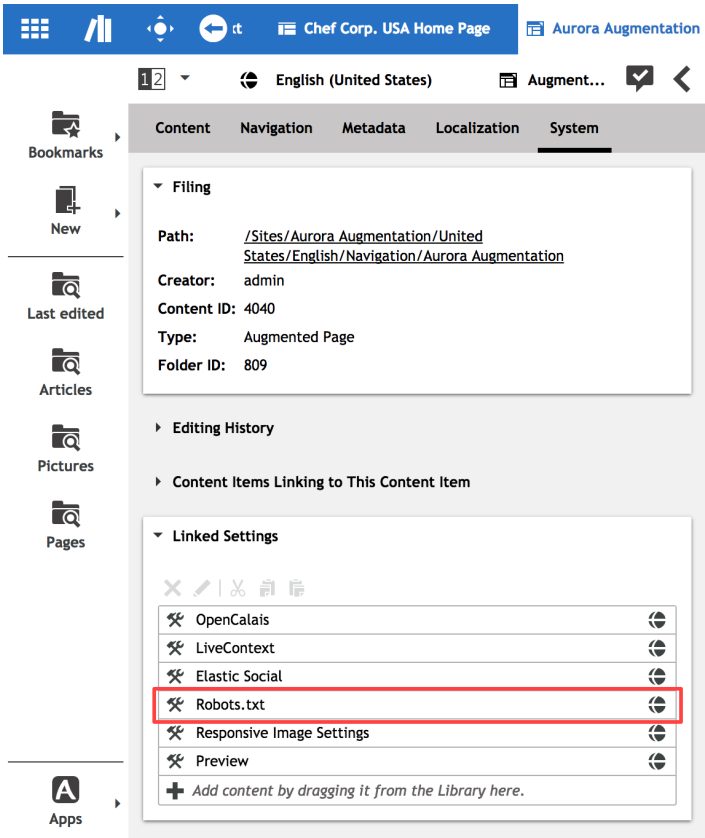 xt
Chef Corp. USA Home Page
Aurora Augmentation
12
English (United States)
Augment...
Content
Navigation
Metadata
Localization
System
Bookmarks
New
Last edited
Articles
Pictures
Pages
Apps
Filing
Path: /Sites/Aurora Augmentation/United
States/English/Navigation/Aurora Augmentation
Creator: admin
Content ID: 4040
Type: Augmented Page
Folder ID: 809
Editing History
Content Items Linking to This Content Item
Linked Settings
OpenCalais
LiveContext
Elastic Social
Robots.txt
Responsive Image Settings
Preview
Add content by dragging it from the Library here.
A